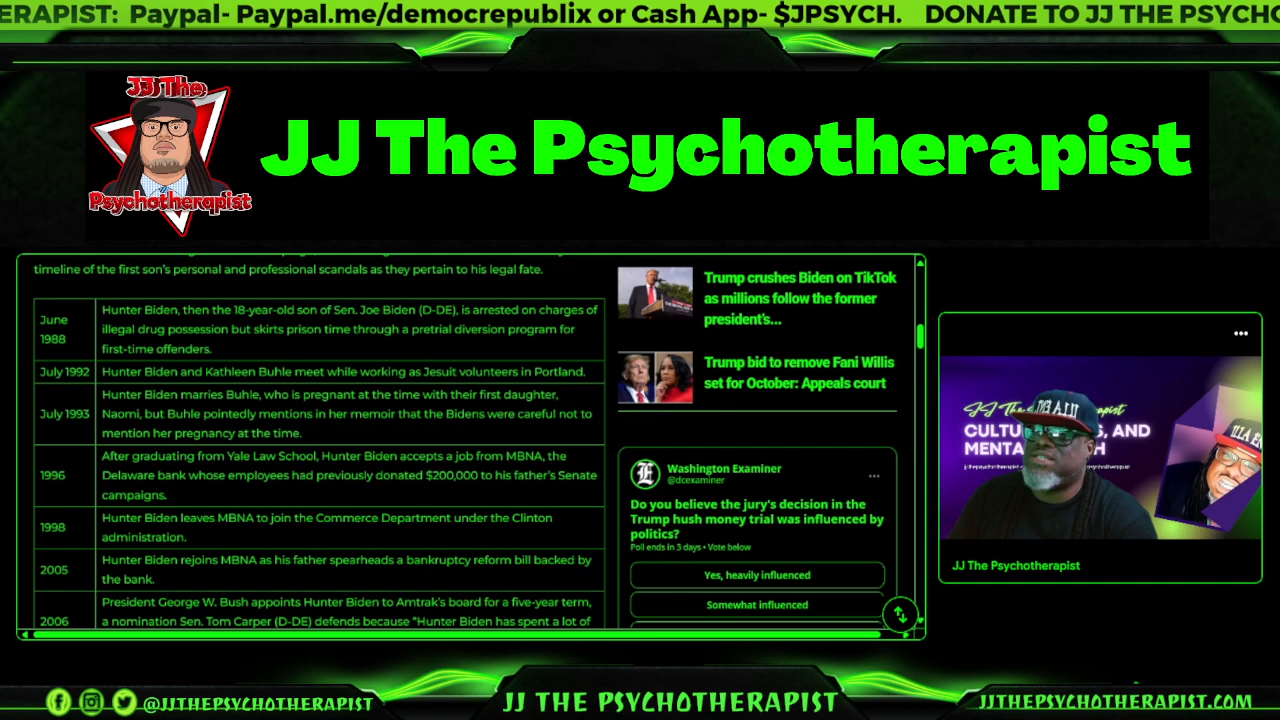 ERAPIST: Paypal- Paypal.me/democrepublix or Cash App- $JPSYCH. DONATE TO JJ THE PSYCHO
JJ The
Psychotherapist
JJ The Psychotherapist
timeline of the first son's personal and professional scandals as they pertain to his legal fate.
June
1988
Hunter Biden, then the 18-year-old son of Sen. Joe Biden (D-DE), is arrested on charges of
illegal drug possession but skirts prison time through a pretrial diversion program for
first-time offenders.
July 1992
Hunter Biden and Kathleen Buhle meet while working as Jesuit volunteers in Portland.
July 1993
Hunter Biden marries Buhle, who is pregnant at the time with their first daughter,
Naomi, but Buhle pointedly mentions in her memoir that the Bidens were careful not to
mention her pregnancy at the time.
1996
After graduating from Yale Law School, Hunter Biden accepts a job from MBNA, the
Delaware bank whose employees had previously donated $200,000 to his father's Senate
campaigns.
1998
Hunter Biden leaves MBNA to join the Commerce Department under the Clinton
administration.
2005
Hunter Biden rejoins MBNA as his father spearheads a bankruptcy reform bill backed by
the bank.
2006
President George W. Bush appoints Hunter Biden to Amtrak's board for a five-year term,
a nomination Sen. Tom Carper (D-DE) defends because "Hunter Biden has spent a lot of
Trump crushes Biden on TikTok
as millions follow the former
president's...
Trump bid to remove Fani Willis
set for October: Appeals court
Washington Examiner
@dcexaminer
Do you believe the jury's decision in the
Trump hush money trial was influenced by
politics?
Poll ends in 3 days • Vote below
Yes, heavily influenced
Somewhat influenced
JJ The Psychotherapist
@JJTHEPSYCHOTHERAPIST
JJ THE PSYCHOTHERAPIST
JJTHEPSYCHOTHERAPIST.COM